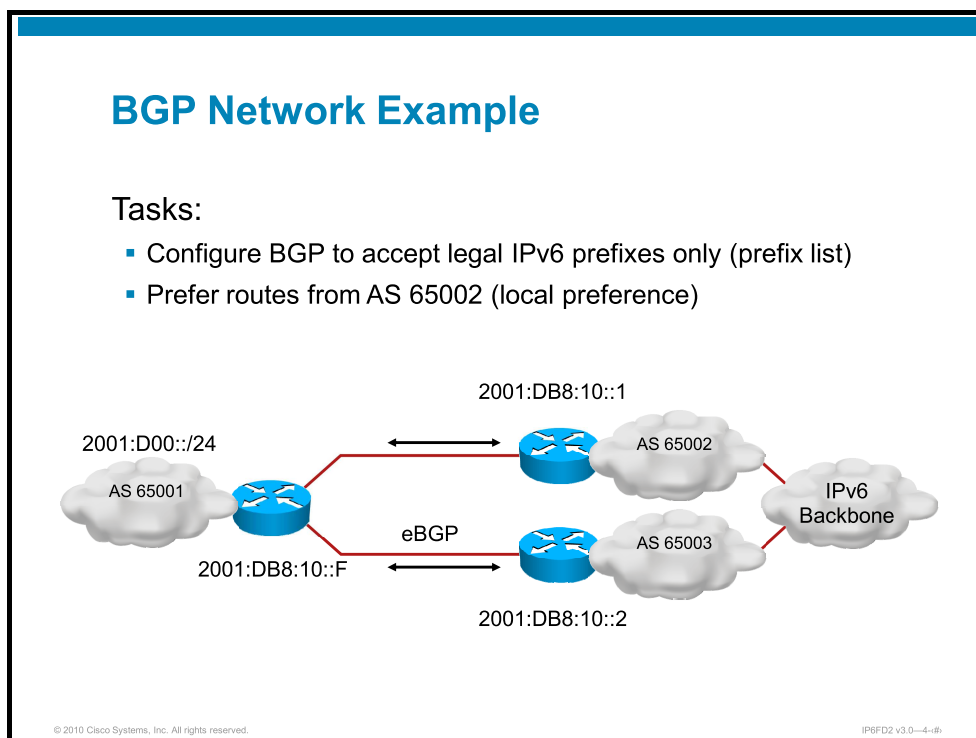 BGP Network Example
Tasks:
▪ Configure BGP to accept legal IPv6 prefixes only (prefix list)
▪ Prefer routes from AS 65002 (local preference)
2001:DB8:10::1
2001:D00::/24
AS 65002
AS 65001
IPv6
Backbone
eBGP
AS 65003
2001:DB8:10::F
2001:DB8:10::2
© 2010 Cisco Systems, Inc. All rights reserved.
IP6FD2 v3.0—4-‹#›